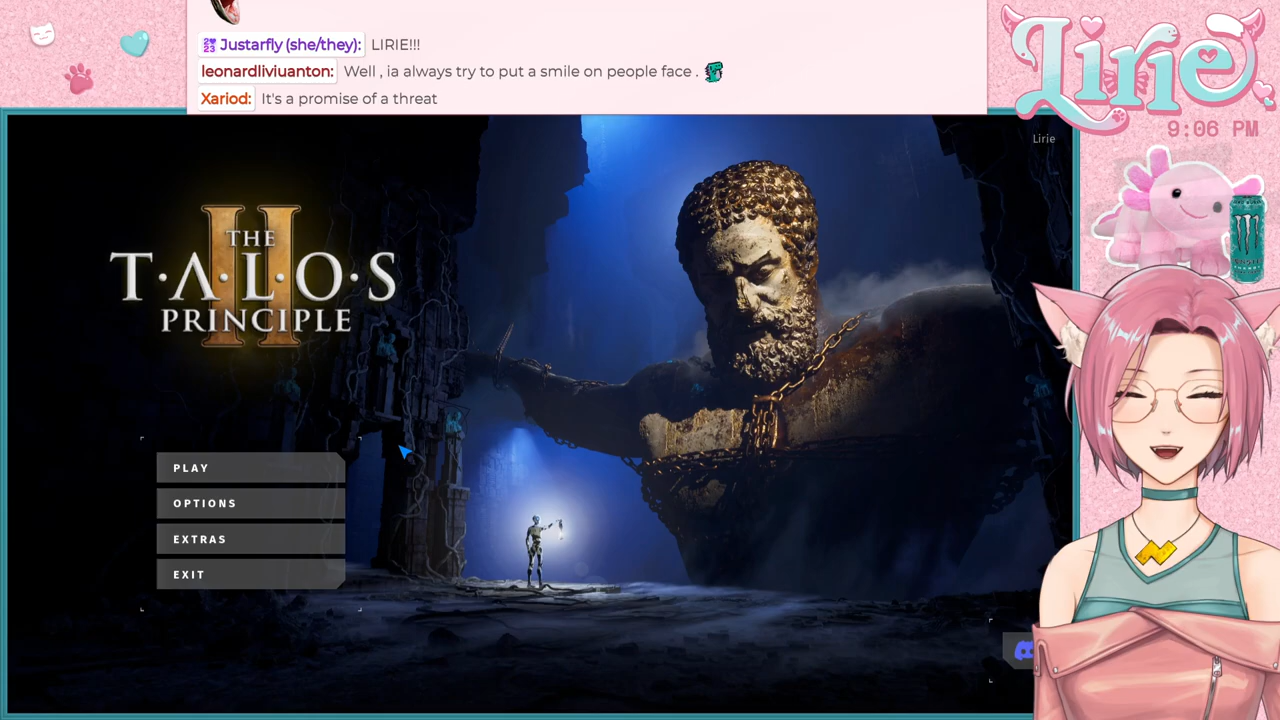 Justarfly (she/they): LIRIE!!!
leonardliviuanton: Well , ia always try to put a smile on people face .
Xariod: It's a promise of a threat
Lirie
9:06 PM
Lirie
II
THE
T·A·L·O·S
PRINCIPLE
PLAY
OPTIONS
EXTRAS
EXIT